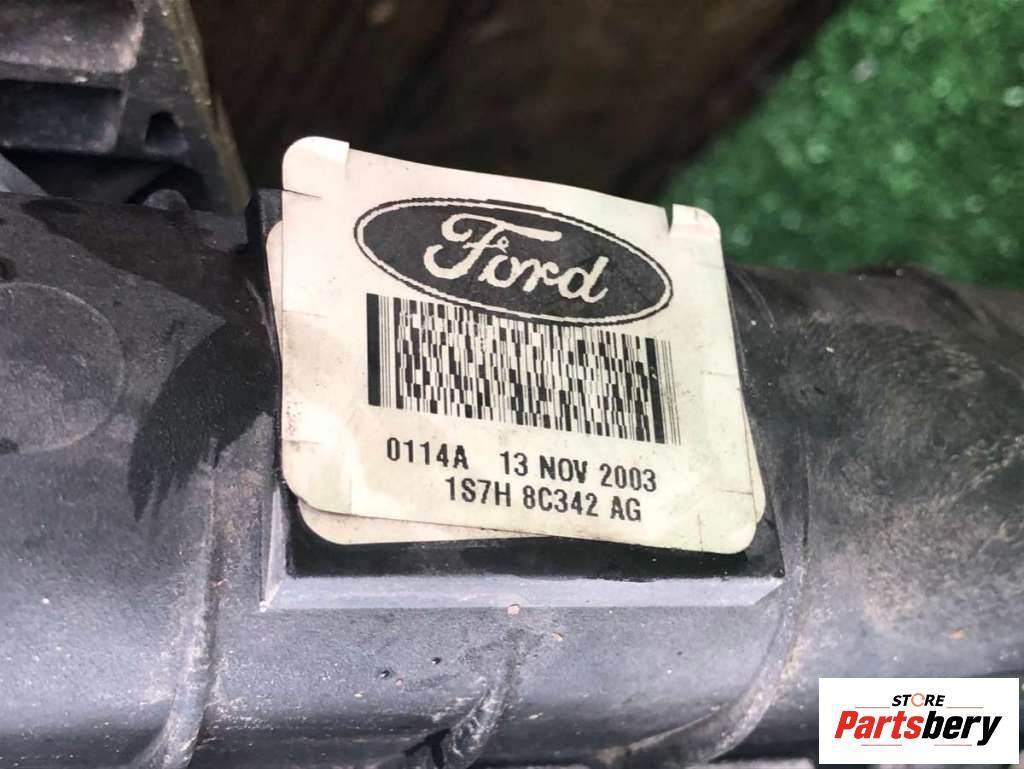 Ford
0114A 13 NOV 2003
1S7H 8C342 AG
STORE
Partsbery